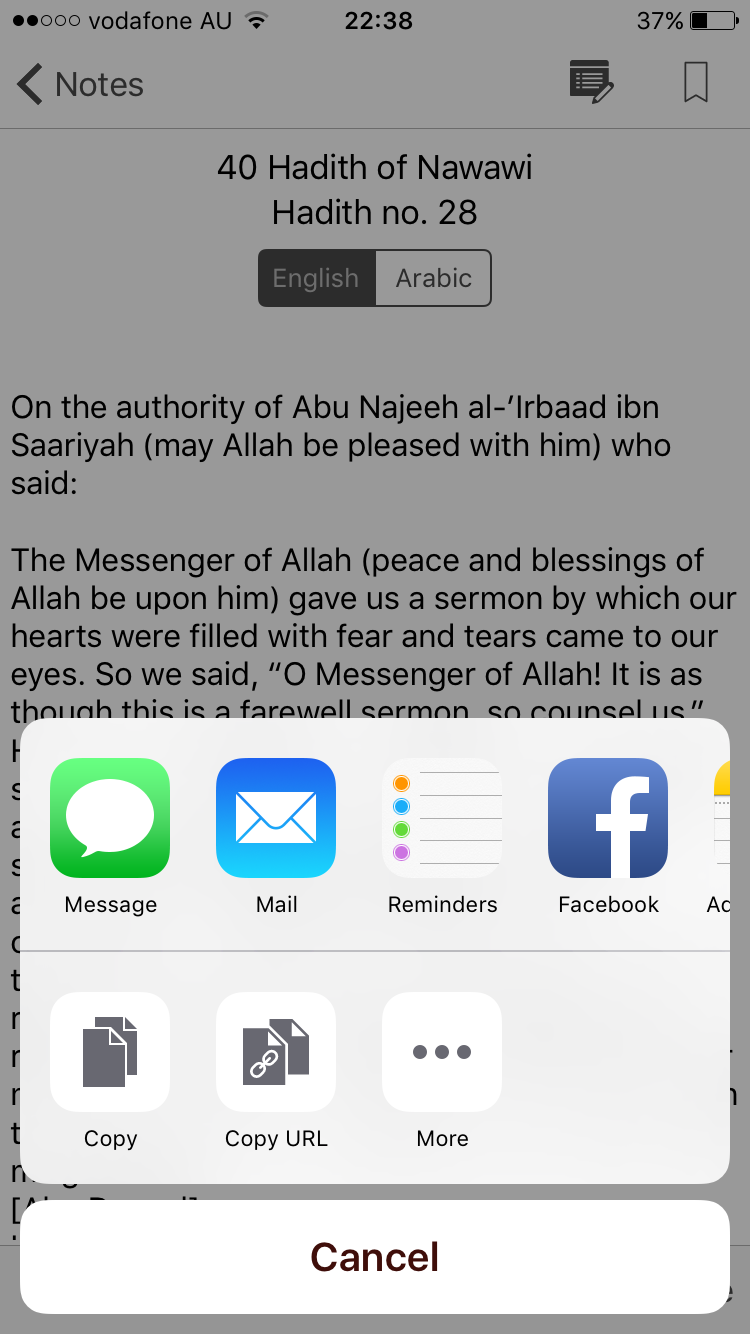 vodafone AU 22:38 37%
Notes
40 Hadith of Nawawi
Hadith no. 28
English Arabic
On the authority of Abu Najeeh al-’Irbaad ibn
Saariyah (may Allah be pleased with him) who
said:
The Messenger of Allah (peace and blessings of
Allah be upon him) gave us a sermon by which our
hearts were filled with fear and tears came to our
eyes. So we said, “O Messenger of Allah! It is as
though this is a farewell sermon, so counsel us.”
Message Mail Reminders Facebook
Copy Copy URL More
Cancel